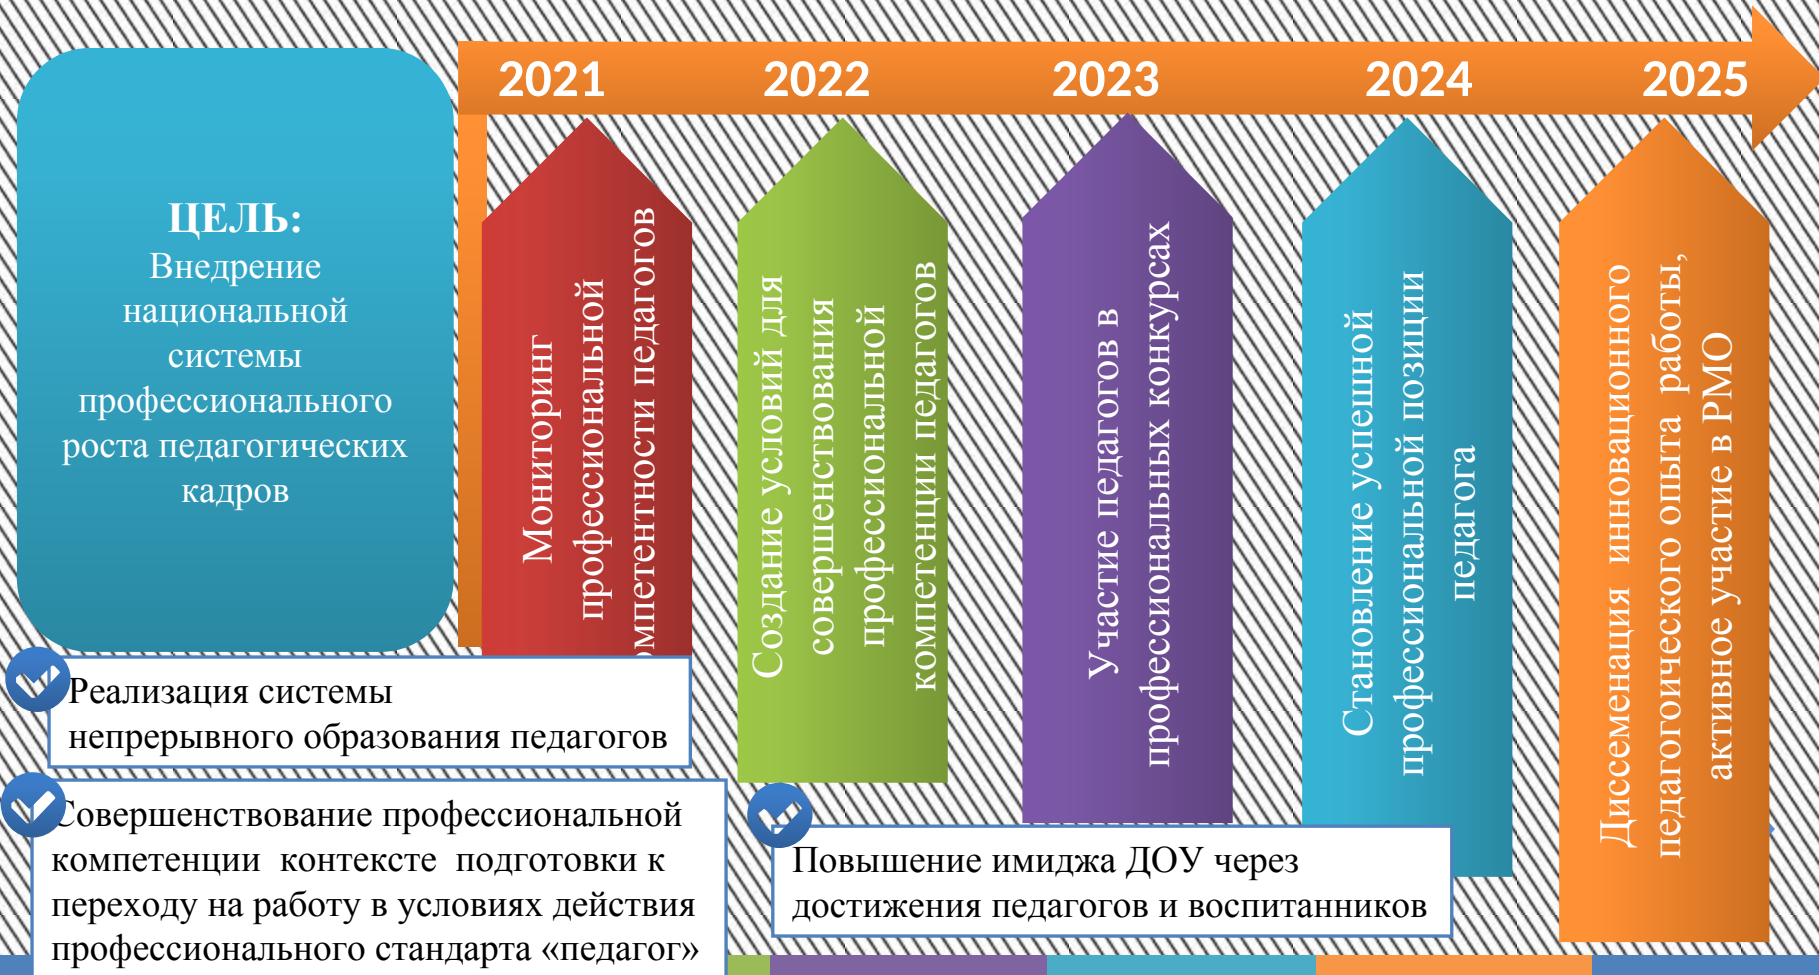 2021
2022
2023
2024
2025
ЦЕЛЬ:
Внедрение
национальной
системы
профессионального
роста педагогических
кадров
Мониторинг
профессиональной
омпетентности педагогов
Создание условий для
совершенствования
профессиональной
компетенции педагогов
Участие педагогов в
профессиональных конкурсах
Становление успешной
профессиональной позиции
педагога
Диссеменация инновационного
педагогоического опыта работы,
активное участие в РМО
Реализация системы
непрерывного образования педагогов
Совершенствование профессиональной
компетенции контексте подготовки к
переходу на работу в условиях действия
профессионального стандарта «педагог»
Повышение имиджа ДОУ через
достижения педагогов и воспитанников